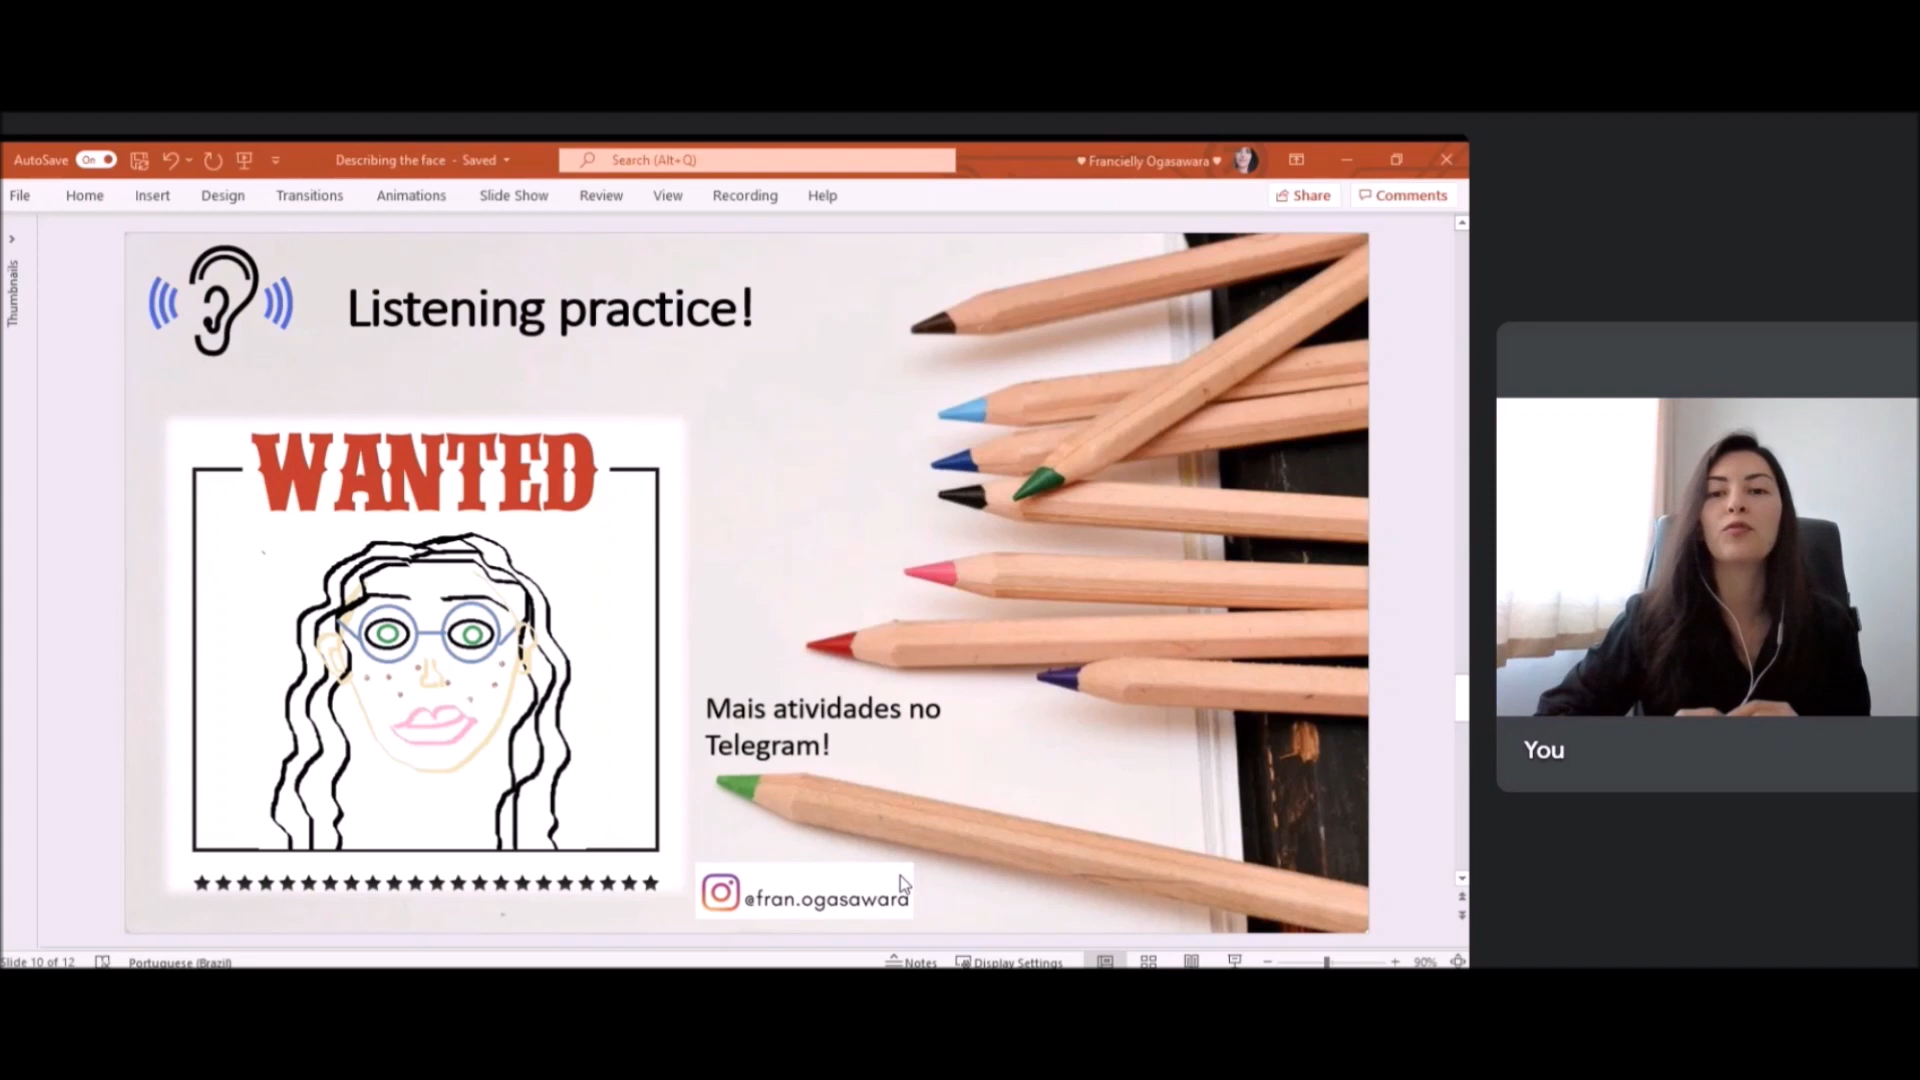 AutoSave On Describing the face - Saved Search (Alt+Q) ♥ Francielly Ogasawara ♥
File Home Insert Design Transitions Animations Slide Show Review View Recording Help Share Comments
Thumbnails
Listening practice!
WANTED
Mais atividades no
Telegram!
@fran.ogasawara
You
Slide 10 of 12 Portuguese (Brazil) Notes Display Settings 90%